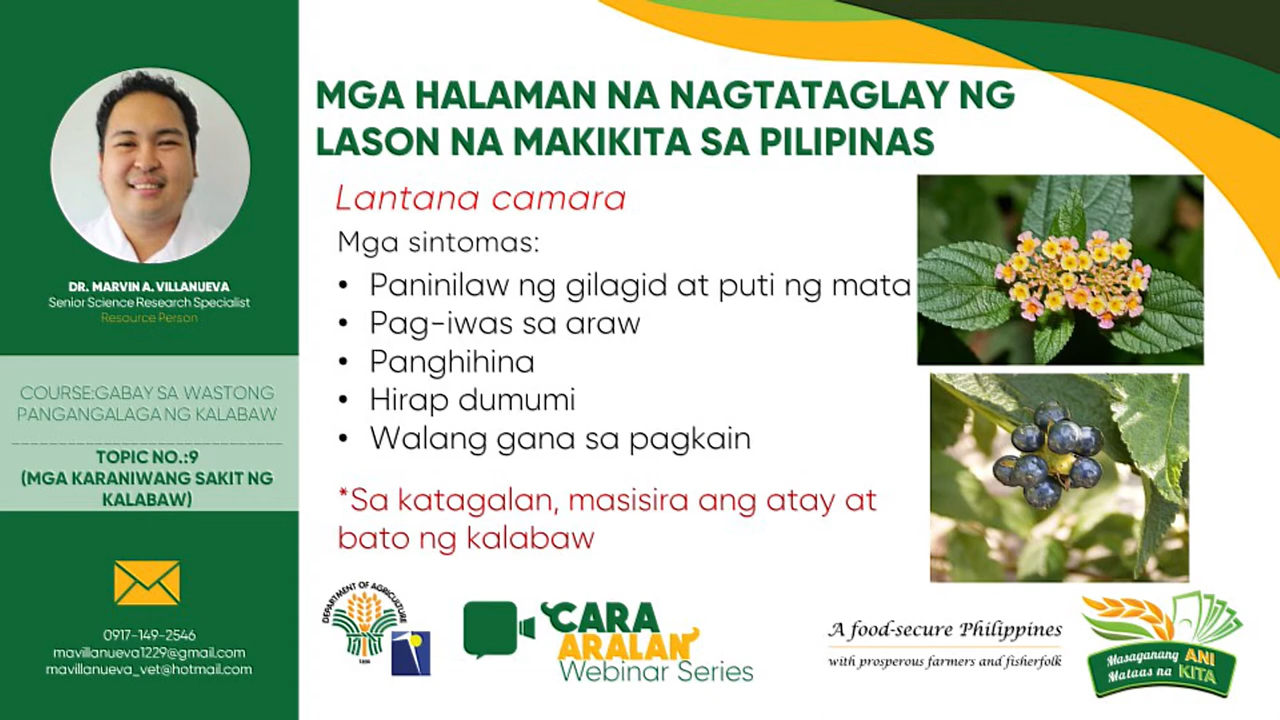 MGA HALAMAN NA NAGTATAGLAY NG
LASON NA MAKIKITA SA PILIPINAS
Lantana camara
Mga sintomas:
• Paninilaw ng gilagid at puti ng mata
• Pag-iwas sa araw
• Panghihina
• Hirap dumumi
• Walang gana sa pagkain
*Sa katagalan, masisira ang atay at
bato ng kalabaw
DR. MARVIN A. VILLANUEVA
Senior Science Research Specialist
Resource Person
COURSE:GABAY SA WASTONG
PANGANGALAGA NG KALABAW
TOPIC NO.:9
(MGA KARANIWANG SAKIT NG
KALABAW)
0917-149-2546
mavillanueva1229@gmail.com
mavillanueva_vet@hotmail.com
DEPARTMENT OF AGRICULTURE
1898
CARA
ARALAN
Webinar Series
A food-secure Philippines
with prosperous farmers and fisherfolk
Masaganang ANI
Mataas na KITA